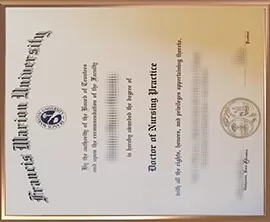 Francis Marion University
By the authority of the Board of Trustees
and upon the recommendation of the Faculty
is hereby awarded the degree of
Doctor of Nursing Practice
with all the rights, honors, and privileges appertaining thereto,
President